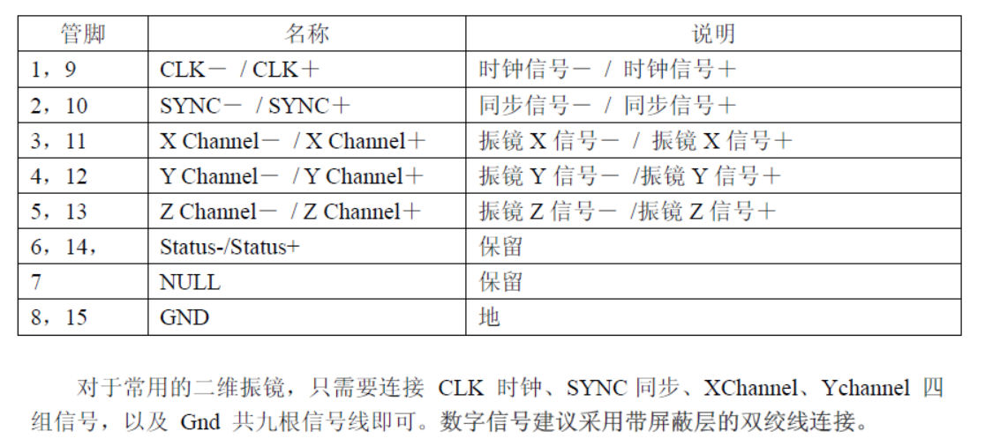 管脚 名称 说明
1，9 CLK－ / CLK＋ 时钟信号－ / 时钟信号＋
2，10 SYNC－ / SYNC＋ 同步信号－ / 同步信号＋
3，11 X Channel－ / X Channel＋ 振镜 X 信号－ / 振镜 X 信号＋
4，12 Y Channel－ / Y Channel＋ 振镜 Y 信号－ /振镜 Y 信号＋
5，13 Z Channel－ / Z Channel＋ 振镜 Z 信号－ /振镜 Z 信号＋
6，14， Status-/Status+ 保留
7 NULL 保留
8，15 GND 地
对于常用的二维振镜，只需要连接 CLK 时钟、SYNC 同步、XChannel、Ychannel 四
组信号，以及 Gnd 共九根信号线即可。数字信号建议采用带屏蔽层的双绞线连接。